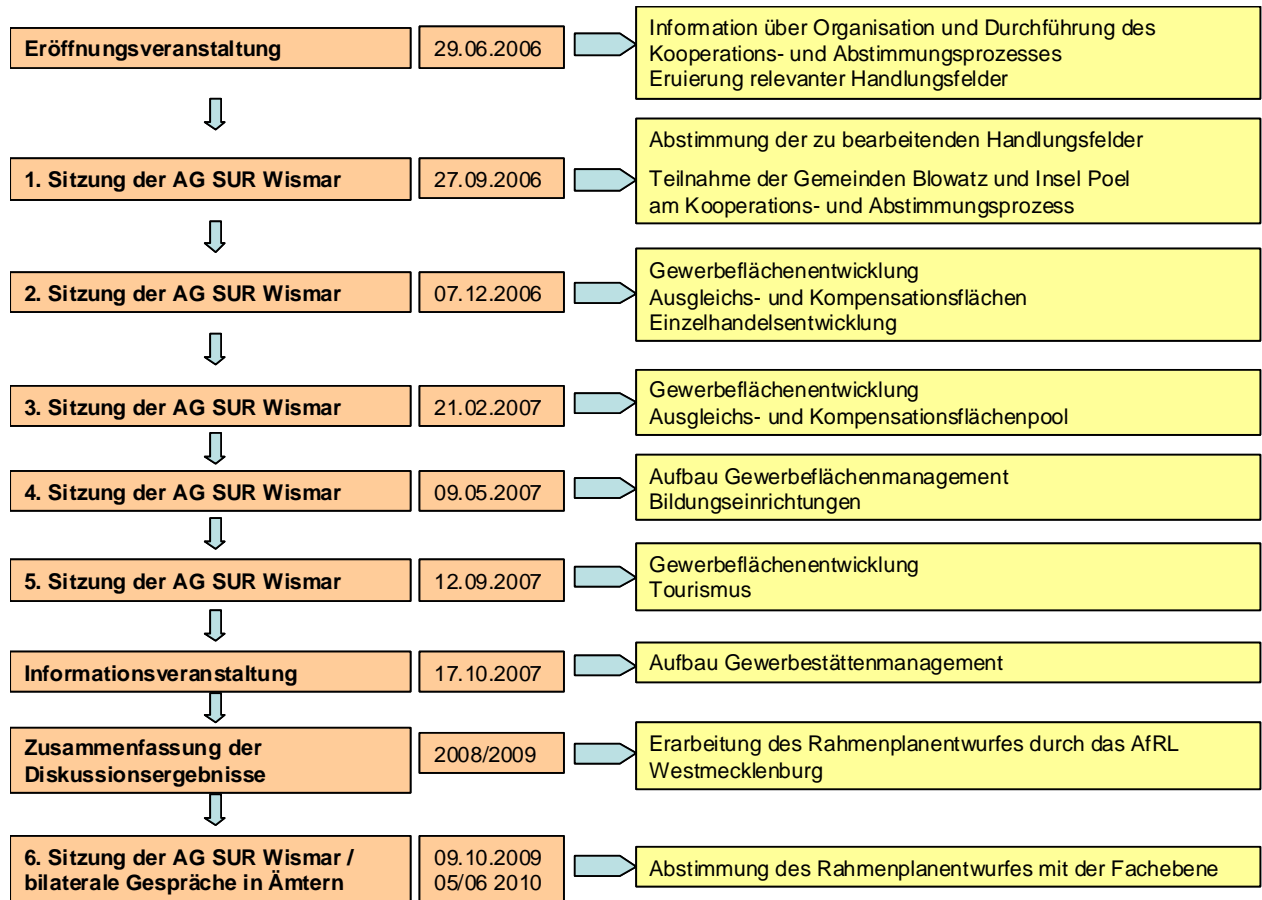 Eröffnungsveranstaltung
29.06.2006
Information über Organisation und Durchführung des
Kooperations- und Abstimmungsprozesses
Eruierung relevanter Handlungsfelder
1. Sitzung der AG SUR Wismar
27.09.2006
Abstimmung der zu bearbeitenden Handlungsfelder
Teilnahme der Gemeinden Blowatz und Insel Poel
am Kooperations- und Abstimmungsprozess
2. Sitzung der AG SUR Wismar
07.12.2006
Gewerbeflächenentwicklung
Ausgleichs- und Kompensationsflächen
Einzelhandelsentwicklung
3. Sitzung der AG SUR Wismar
21.02.2007
Gewerbeflächenentwicklung
Ausgleichs- und Kompensationsflächenpool
4. Sitzung der AG SUR Wismar
09.05.2007
Aufbau Gewerbeflächenmanagement
Bildungseinrichtungen
5. Sitzung der AG SUR Wismar
12.09.2007
Gewerbeflächenentwicklung
Tourismus
Informationsveranstaltung
17.10.2007
Aufbau Gewerbestättenmanagement
Zusammenfassung der
Diskussionsergebnisse
2008/2009
Erarbeitung des Rahmenplanentwurfes durch das AfRL
Westmecklenburg
6. Sitzung der AG SUR Wismar /
bilaterale Gespräche in Ämtern
09.10.2009
05/06 2010
Abstimmung des Rahmenplanentwurfes mit der Fachebene